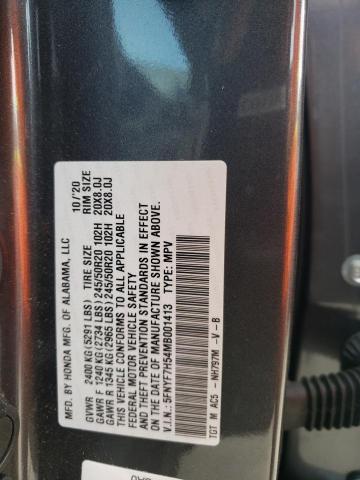 MFD. BY HONDA MFG. OF ALABAMA, LLC 10/'20
GVWR 2400 KG(5291 LBS) TIRE SIZE RIM SIZE
GAWR F 1240 KG(2734 LBS) 245/50R20 102H 20X8.0J
GAWR R 1345 KG(2965 LBS) 245/50R20 102H 20X8.0J
THIS VEHICLE CONFORMS TO ALL APPLICABLE
FEDERAL MOTOR VEHICLE SAFETY
AND THEFT PREVENTION STANDARDS IN EFFECT
ON THE DATE OF MANUFACTURE SHOWN ABOVE.
V.I.N.: 5FNYF7H54MB001413 TYPE: MPV
TGT M AC5 - NH797M - V - B